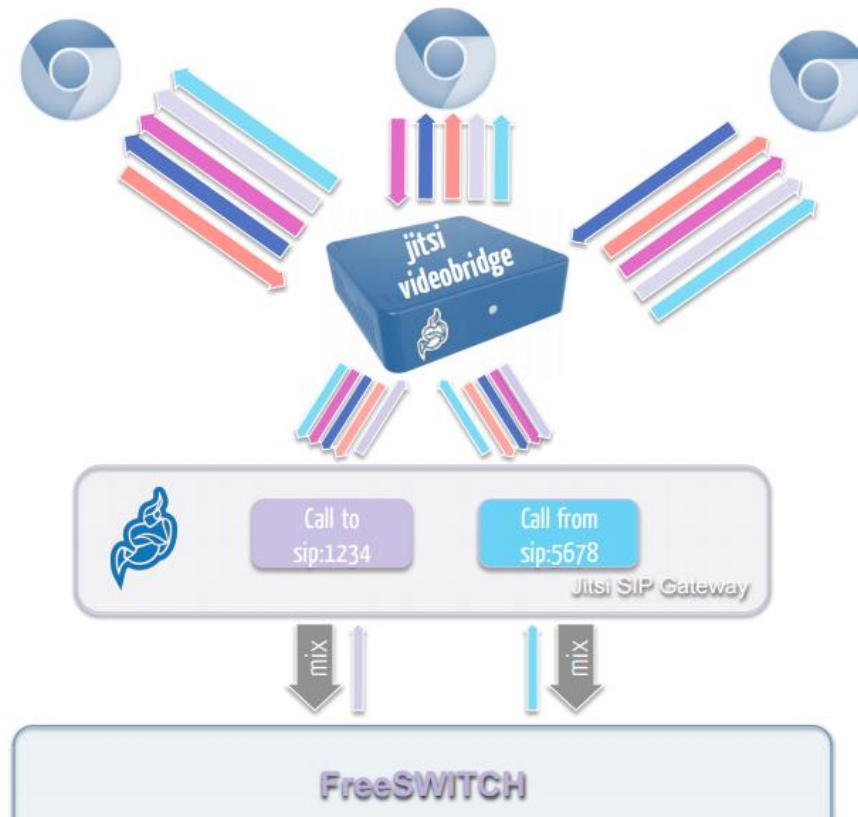 jitsi
videobridge
Call to
sip:1234
Call from
sip:5678
Jitsi SIP Gateway
mix
mix
FreeSWITCH